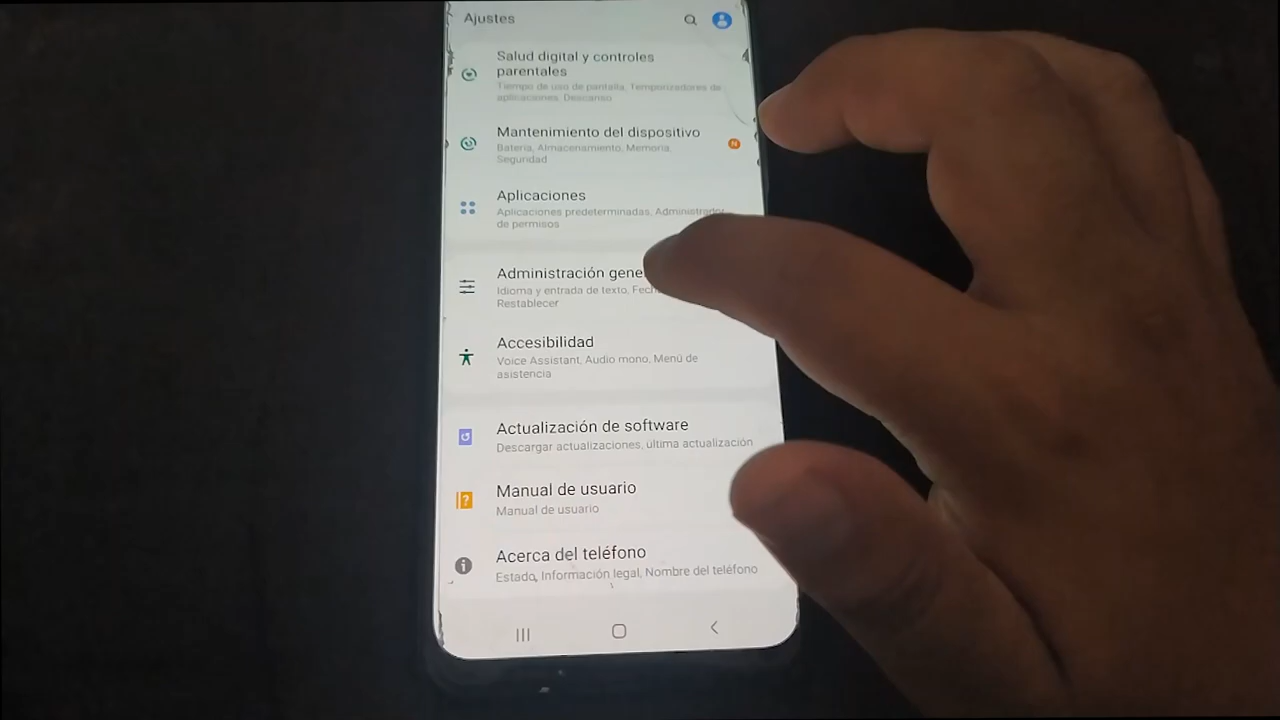 Ajustes
Salud digital y controles
parentales
Tiempo de uso de pantalla, Temporizadores de
aplicaciones, Descanso
Mantenimiento del dispositivo
Batería, Almacenamiento, Memoria,
Seguridad
N
Aplicaciones
Aplicaciones predeterminadas, Administrador
de permisos
Administración gene
Idioma y entrada de texto, Fech
Restablecer
Accesibilidad
Voice Assistant, Audio mono, Menú de
asistencia
Actualización de software
Descargar actualizaciones, última actualización
Manual de usuario
Manual de usuario
Acerca del teléfono
Estado, Información legal, Nombre del teléfono